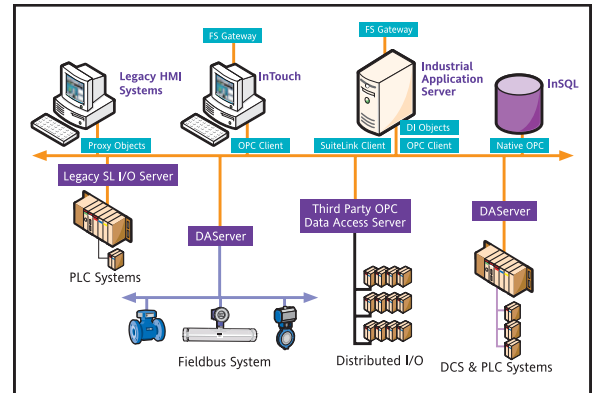 FS Gateway
FS Gateway
Legacy HMI
Systems
InTouch
Industrial
Application
Server
InSQL
DI Objects
Proxy Objects
OPC Client
SuiteLink Client
OPC Client
Native OPC
Legacy SL I/O Server
DAServer
Third Party OPC
Data Access Server
DAServer
PLC Systems
Fieldbus System
Distributed I/O
DCS & PLC Systems